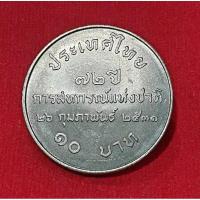 ประเทศไทย
๗๒ ปี
การสหกรณ์แห่งชาติ
๒๖ กุมภาพันธ์ ๒๕๓๑
๑๐ บาท